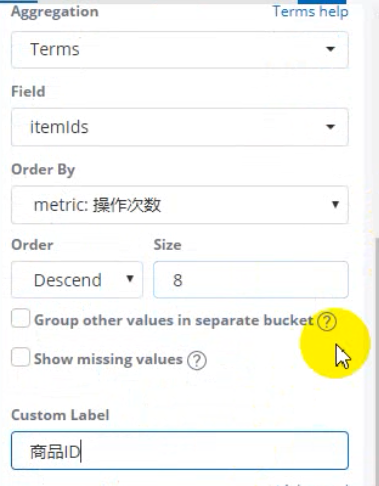 Aggregation Terms help
Terms
Field
itemIds
Order By
metric: 操作次数
Order Size
Descend 8
Group other values in separate bucket ?
Show missing values ?
Custom Label
商品ID